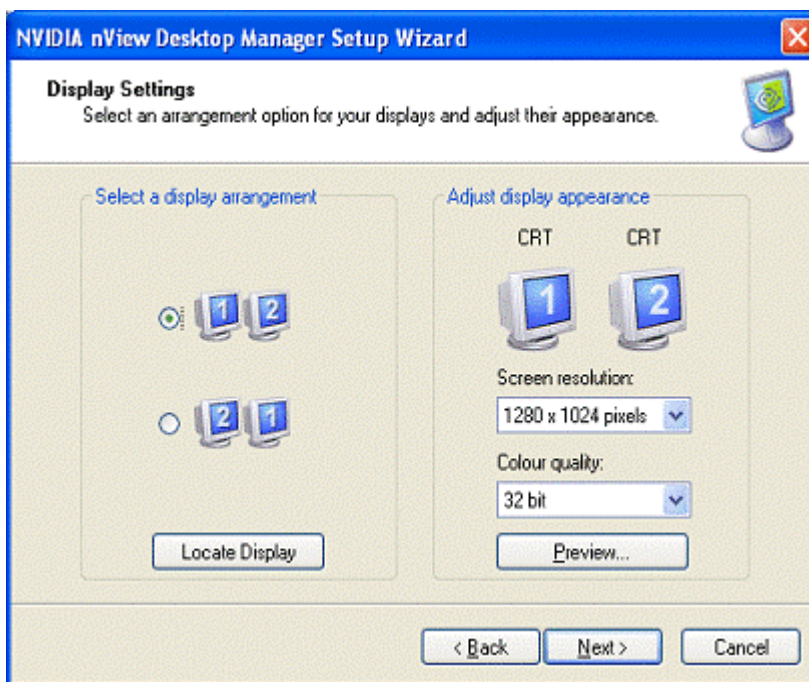 NVIDIA nView Desktop Manager Setup Wizard
Display Settings
Select an arrangement option for your displays and adjust their appearance.
Select a display arrangement
1 2
2 1
Locate Display
Adjust display appearance
CRT CRT
1 2
Screen resolution:
1280 x 1024 pixels
Colour quality:
32 bit
Preview...
< Back Next > Cancel